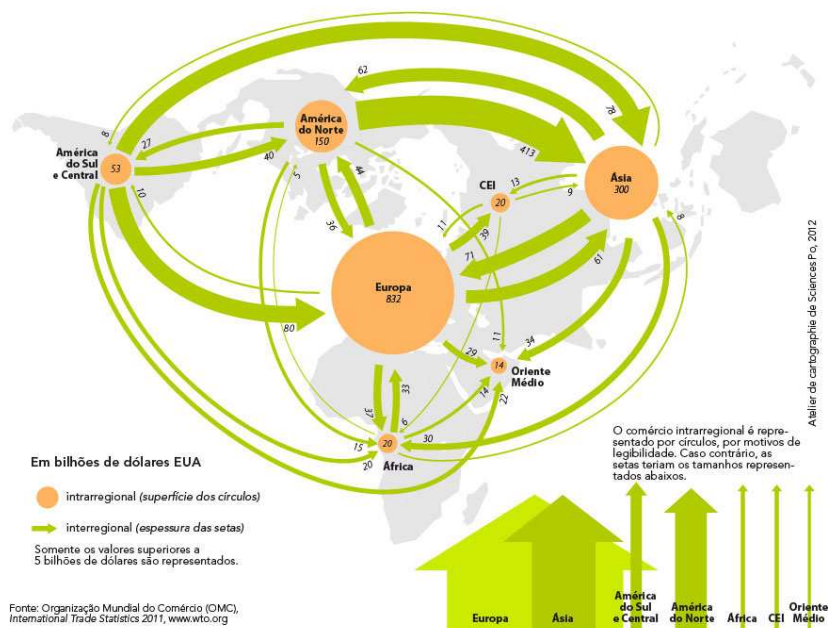 62
8
78
América
do Norte
150
27
413
América
do Sul
e Central
53
40
5
Ásia
300
CEI
20
13
9
10
44
36
11
39
8
71
61
Europa
832
80
11
34
29
14
Oriente
Médio
14
22
37
33
6
15
20
30
20
África
Atelier de cartographie de Sciences Po, 2012
O comércio intrarregional é repre-
sentado por círculos, por motivos de
legibilidade. Caso contrário, as
setas teriam os tamanhos represen-
tados abaixos.
Em bilhões de dólares EUA
intrarregional (superfície dos círculos)
interregional (espessura das setas)
Somente os valores superiores a
5 bilhões de dólares são representados.
Fonte: Organização Mundial do Comércio (OMC),
International Trade Statistics 2011, www.wto.org
Europa
Ásia
América
do Sul
e Central
América
do Norte
África
CEI
Oriente
Médio